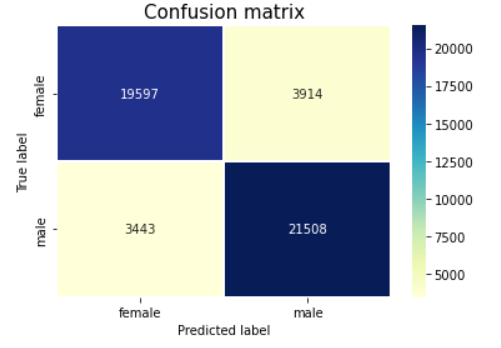 Confusion matrix
female
19597
3914
male
3443
21508
True label
female
male
Predicted label
20000
17500
15000
12500
10000
7500
5000